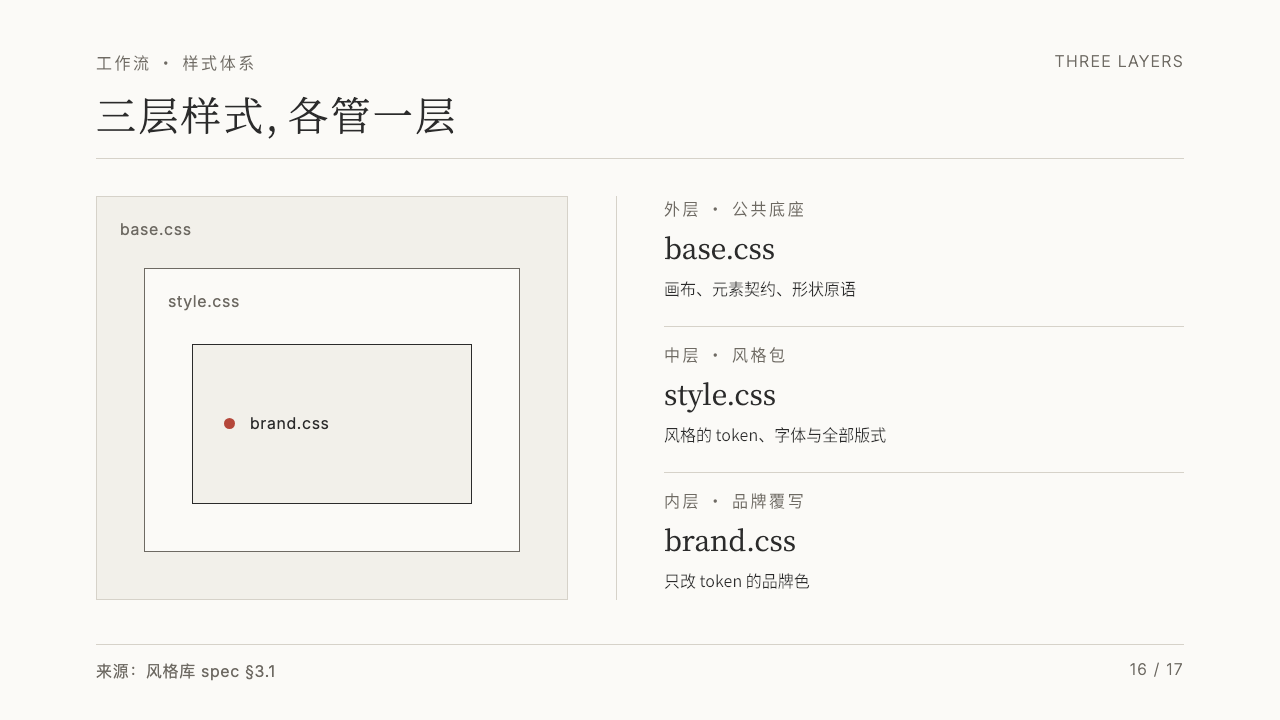 工作流 · 样式体系
THREE LAYERS
三层样式, 各管一层
base.css
style.css
brand.css
外层 · 公共底座
base.css
画布、元素契约、形状原语
中层 · 风格包
style.css
风格的 token、字体与全部版式
内层 · 品牌覆写
brand.css
只改 token 的品牌色
来源：风格库 spec §3.1
16 / 17